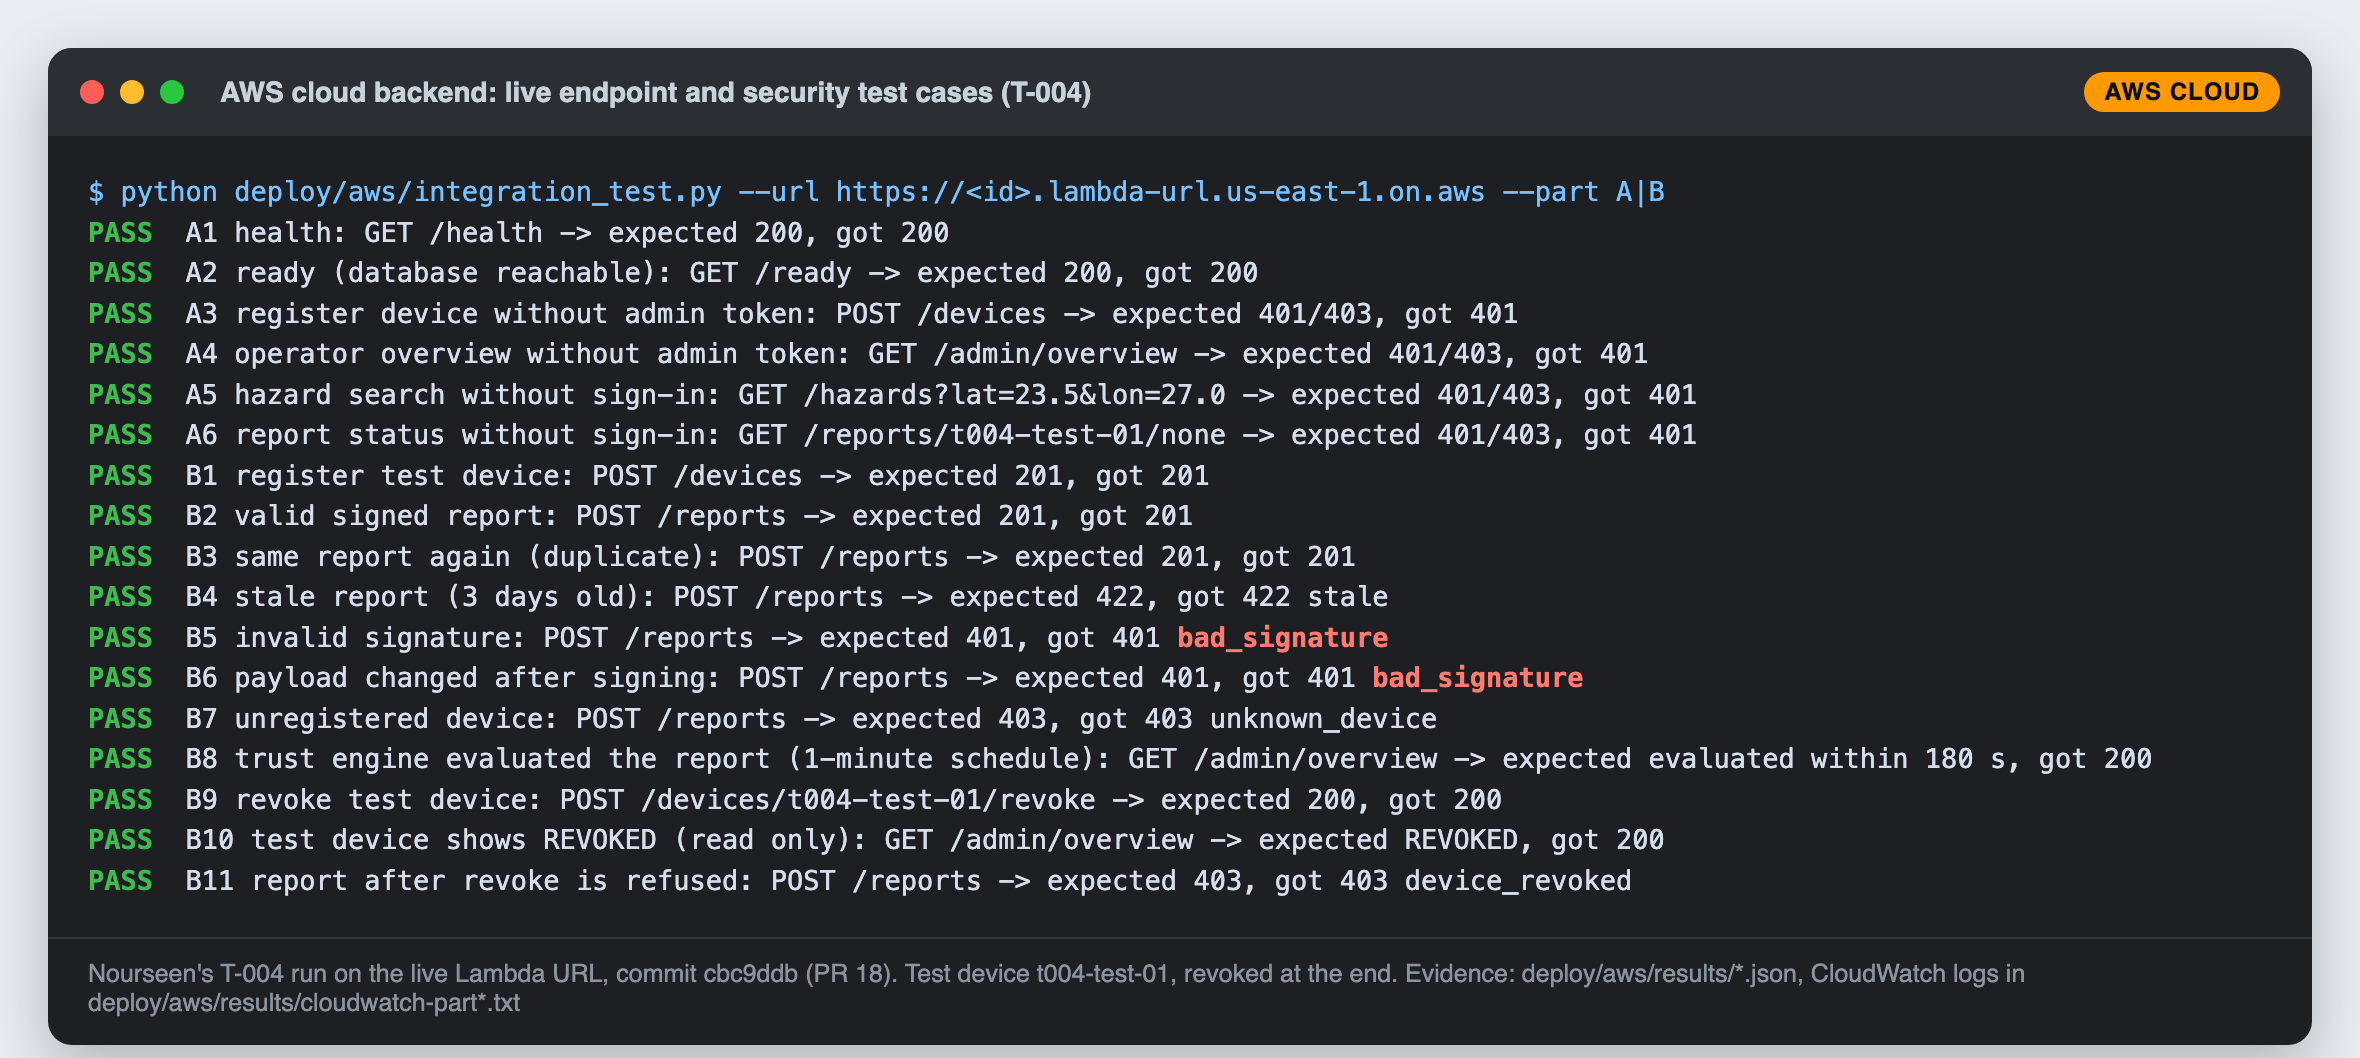 AWS cloud backend: live endpoint and security test cases (T-004)
AWS CLOUD
$ python deploy/aws/integration_test.py --url https://<id>.lambda-url.us-east-1.on.aws --part A|B
PASS  A1 health: GET /health -> expected 200, got 200
PASS  A2 ready (database reachable): GET /ready -> expected 200, got 200
PASS  A3 register device without admin token: POST /devices -> expected 401/403, got 401
PASS  A4 operator overview without admin token: GET /admin/overview -> expected 401/403, got 401
PASS  A5 hazard search without sign-in: GET /hazards?lat=23.5&lon=27.0 -> expected 401/403, got 401
PASS  A6 report status without sign-in: GET /reports/t004-test-01/none -> expected 401/403, got 401
PASS  B1 register test device: POST /devices -> expected 201, got 201
PASS  B2 valid signed report: POST /reports -> expected 201, got 201
PASS  B3 same report again (duplicate): POST /reports -> expected 201, got 201
PASS  B4 stale report (3 days old): POST /reports -> expected 422, got 422 stale
PASS  B5 invalid signature: POST /reports -> expected 401, got 401 bad_signature
PASS  B6 payload changed after signing: POST /reports -> expected 401, got 401 bad_signature
PASS  B7 unregistered device: POST /reports -> expected 403, got 403 unknown_device
PASS  B8 trust engine evaluated the report (1-minute schedule): GET /admin/overview -> expected evaluated within 180 s, got 200
PASS  B9 revoke test device: POST /devices/t004-test-01/revoke -> expected 200, got 200
PASS  B10 test device shows REVOKED (read only): GET /admin/overview -> expected REVOKED, got 200
PASS  B11 report after revoke is refused: POST /reports -> expected 403, got 403 device_revoked
Nourseen's T-004 run on the live Lambda URL, commit cbc9ddb (PR 18). Test device t004-test-01, revoked at the end. Evidence: deploy/aws/results/*.json, CloudWatch logs in
deploy/aws/results/cloudwatch-part*.txt